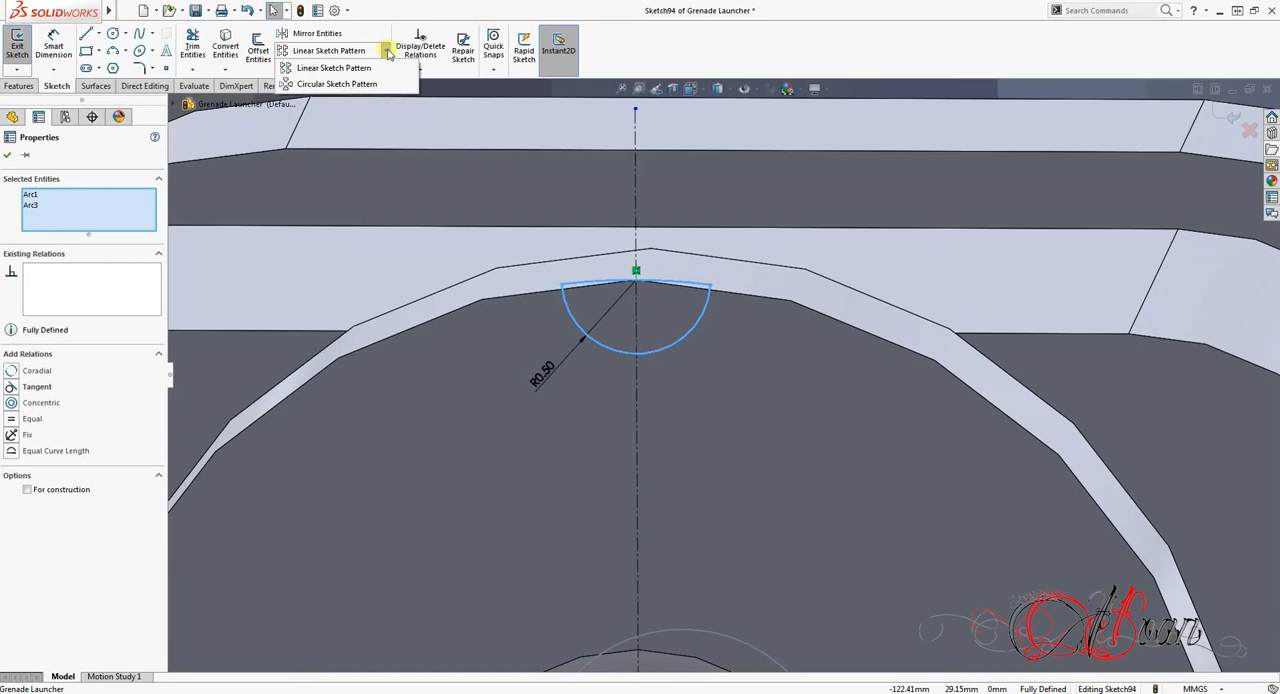 SOLIDWORKS
Sketch94 of Grenade Launcher *
Search Commands
Exit Sketch
Smart Dimension
Trim Entities
Convert Entities
Offset Entities
Mirror Entities
Linear Sketch Pattern
Linear Sketch Pattern
Circular Sketch Pattern
Display/Delete Relations
Repair Sketch
Quick Snaps
Rapid Sketch
Instant2D
Features
Sketch
Surfaces
Direct Editing
Evaluate
DimXpert
Grenade Launcher (Defau...
Properties
Selected Entities
Arc1
Arc3
Existing Relations
Fully Defined
Add Relations
Coradial
Tangent
Concentric
Equal
Fix
Equal Curve Length
Options
For construction
R0.50
Model
Motion Study 1
Grenade Launcher
-122.41mm
29.15mm
0mm
Fully Defined
Editing Sketch94
MMGS